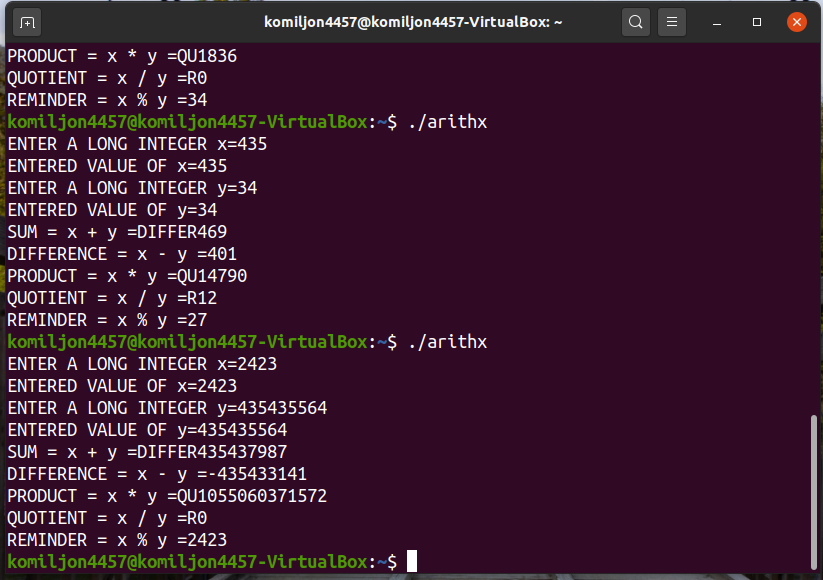 komiljon4457@komiljon4457-VirtualBox: ~
PRODUCT = x * y =QU1836
QUOTIENT = x / y =R0
REMINDER = x % y =34
komiljon4457@komiljon4457-VirtualBox:~$ ./arithx
ENTER A LONG INTEGER x=435
ENTERED VALUE OF x=435
ENTER A LONG INTEGER y=34
ENTERED VALUE OF y=34
SUM = x + y =DIFFER469
DIFFERENCE = x - y =401
PRODUCT = x * y =QU14790
QUOTIENT = x / y =R12
REMINDER = x % y =27
komiljon4457@komiljon4457-VirtualBox:~$ ./arithx
ENTER A LONG INTEGER x=2423
ENTERED VALUE OF x=2423
ENTER A LONG INTEGER y=435435564
ENTERED VALUE OF y=435435564
SUM = x + y =DIFFER435437987
DIFFERENCE = x - y =-435433141
PRODUCT = x * y =QU1055060371572
QUOTIENT = x / y =R0
REMINDER = x % y =2423
komiljon4457@komiljon4457-VirtualBox:~$